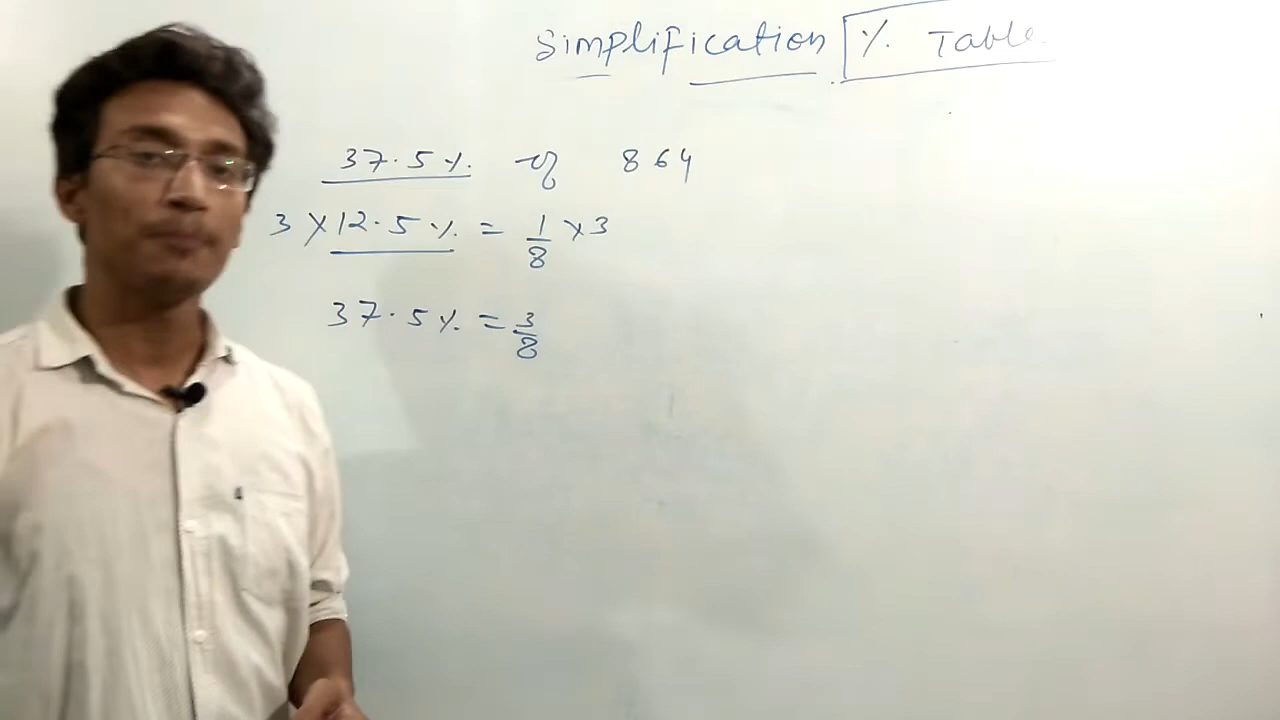 Simplification % Table
37.5% of 864
3 × 12.5% = 1/8 × 3
37.5% = 3/8